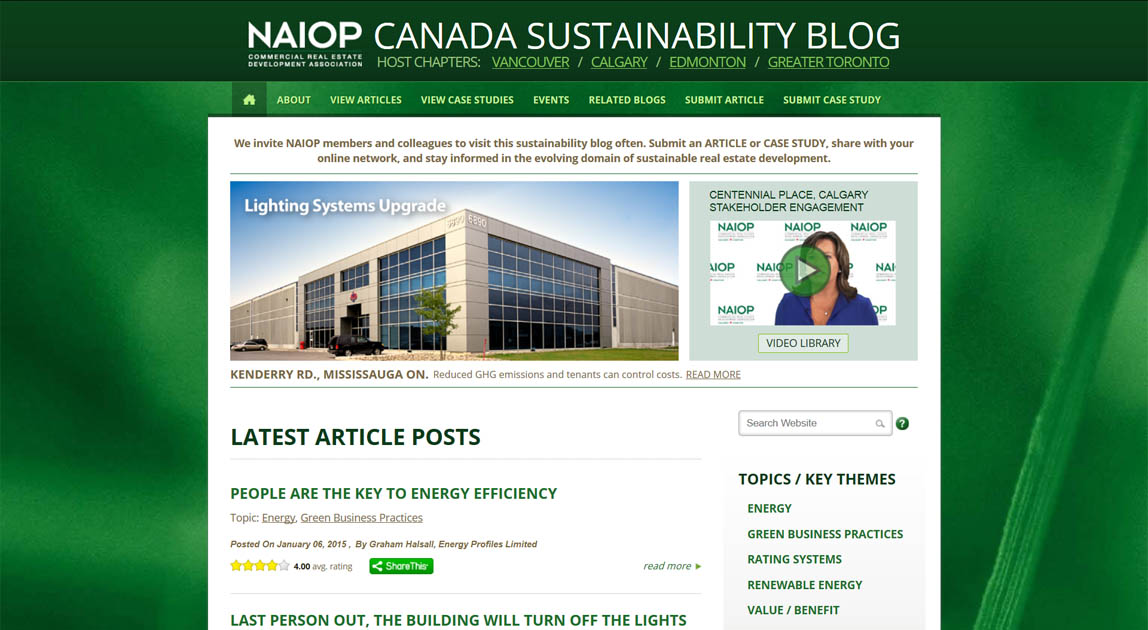 NAIOP CANADA SUSTAINABILITY BLOG
COMMERCIAL REAL ESTATE
DEVELOPMENT ASSOCIATION
HOST CHAPTERS: VANCOUVER / CALGARY / EDMONTON / GREATER TORONTO
ABOUT VIEW ARTICLES VIEW CASE STUDIES EVENTS RELATED BLOGS SUBMIT ARTICLE SUBMIT CASE STUDY
We invite NAIOP members and colleagues to visit this sustainability blog often. Submit an ARTICLE or CASE STUDY, share with your
online network, and stay informed in the evolving domain of sustainable real estate development.
Lighting Systems Upgrade
6890
CENTENNIAL PLACE, CALGARY
STAKEHOLDER ENGAGEMENT
NAIOP NAIOP NAIOP
VIDEO LIBRARY
KENDERRY RD., MISSISSAUGA ON. Reduced GHG emissions and tenants can control costs. READ MORE
Search Website
?
LATEST ARTICLE POSTS
PEOPLE ARE THE KEY TO ENERGY EFFICIENCY
Topic: Energy, Green Business Practices
Posted On January 06, 2015 , By Graham Halsall, Energy Profiles Limited
4.00 avg. rating ShareThis read more
LAST PERSON OUT, THE BUILDING WILL TURN OFF THE LIGHTS
TOPICS / KEY THEMES
ENERGY
GREEN BUSINESS PRACTICES
RATING SYSTEMS
RENEWABLE ENERGY
VALUE / BENEFIT